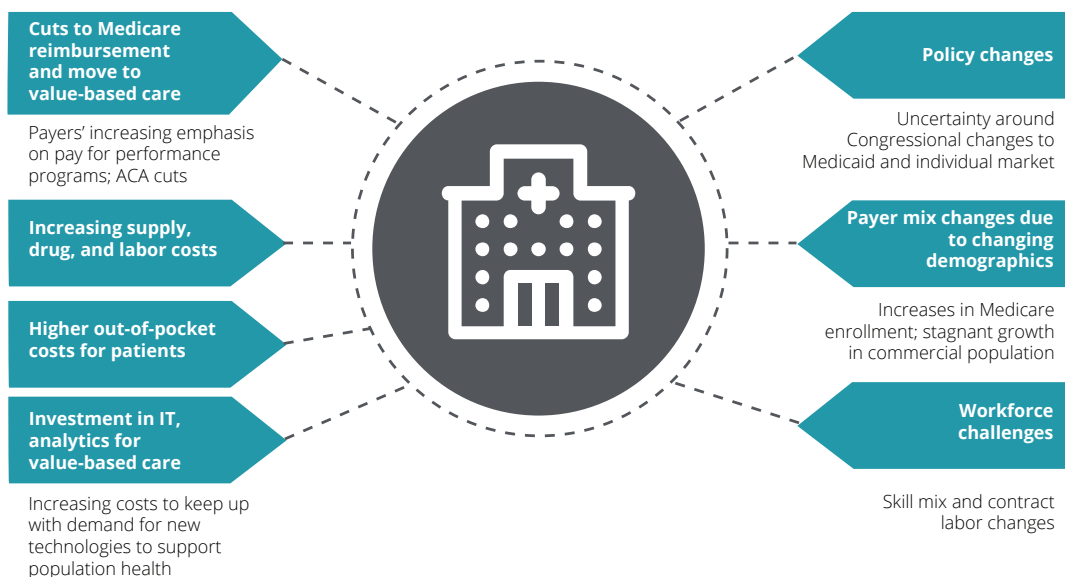 Cuts to Medicare
reimbursement
and move to
value-based care
Payers’ increasing emphasis
on pay for performance
programs; ACA cuts
Increasing supply,
drug, and labor costs
Higher out-of-pocket
costs for patients
Investment in IT,
analytics for
value-based care
Increasing costs to keep up
with demand for new
technologies to support
population health
Policy changes
Uncertainty around
Congressional changes to
Medicaid and individual market
Payer mix changes due
to changing
demographics
Increases in Medicare
enrollment; stagnant growth
in commercial population
Workforce
challenges
Skill mix and contract
labor changes